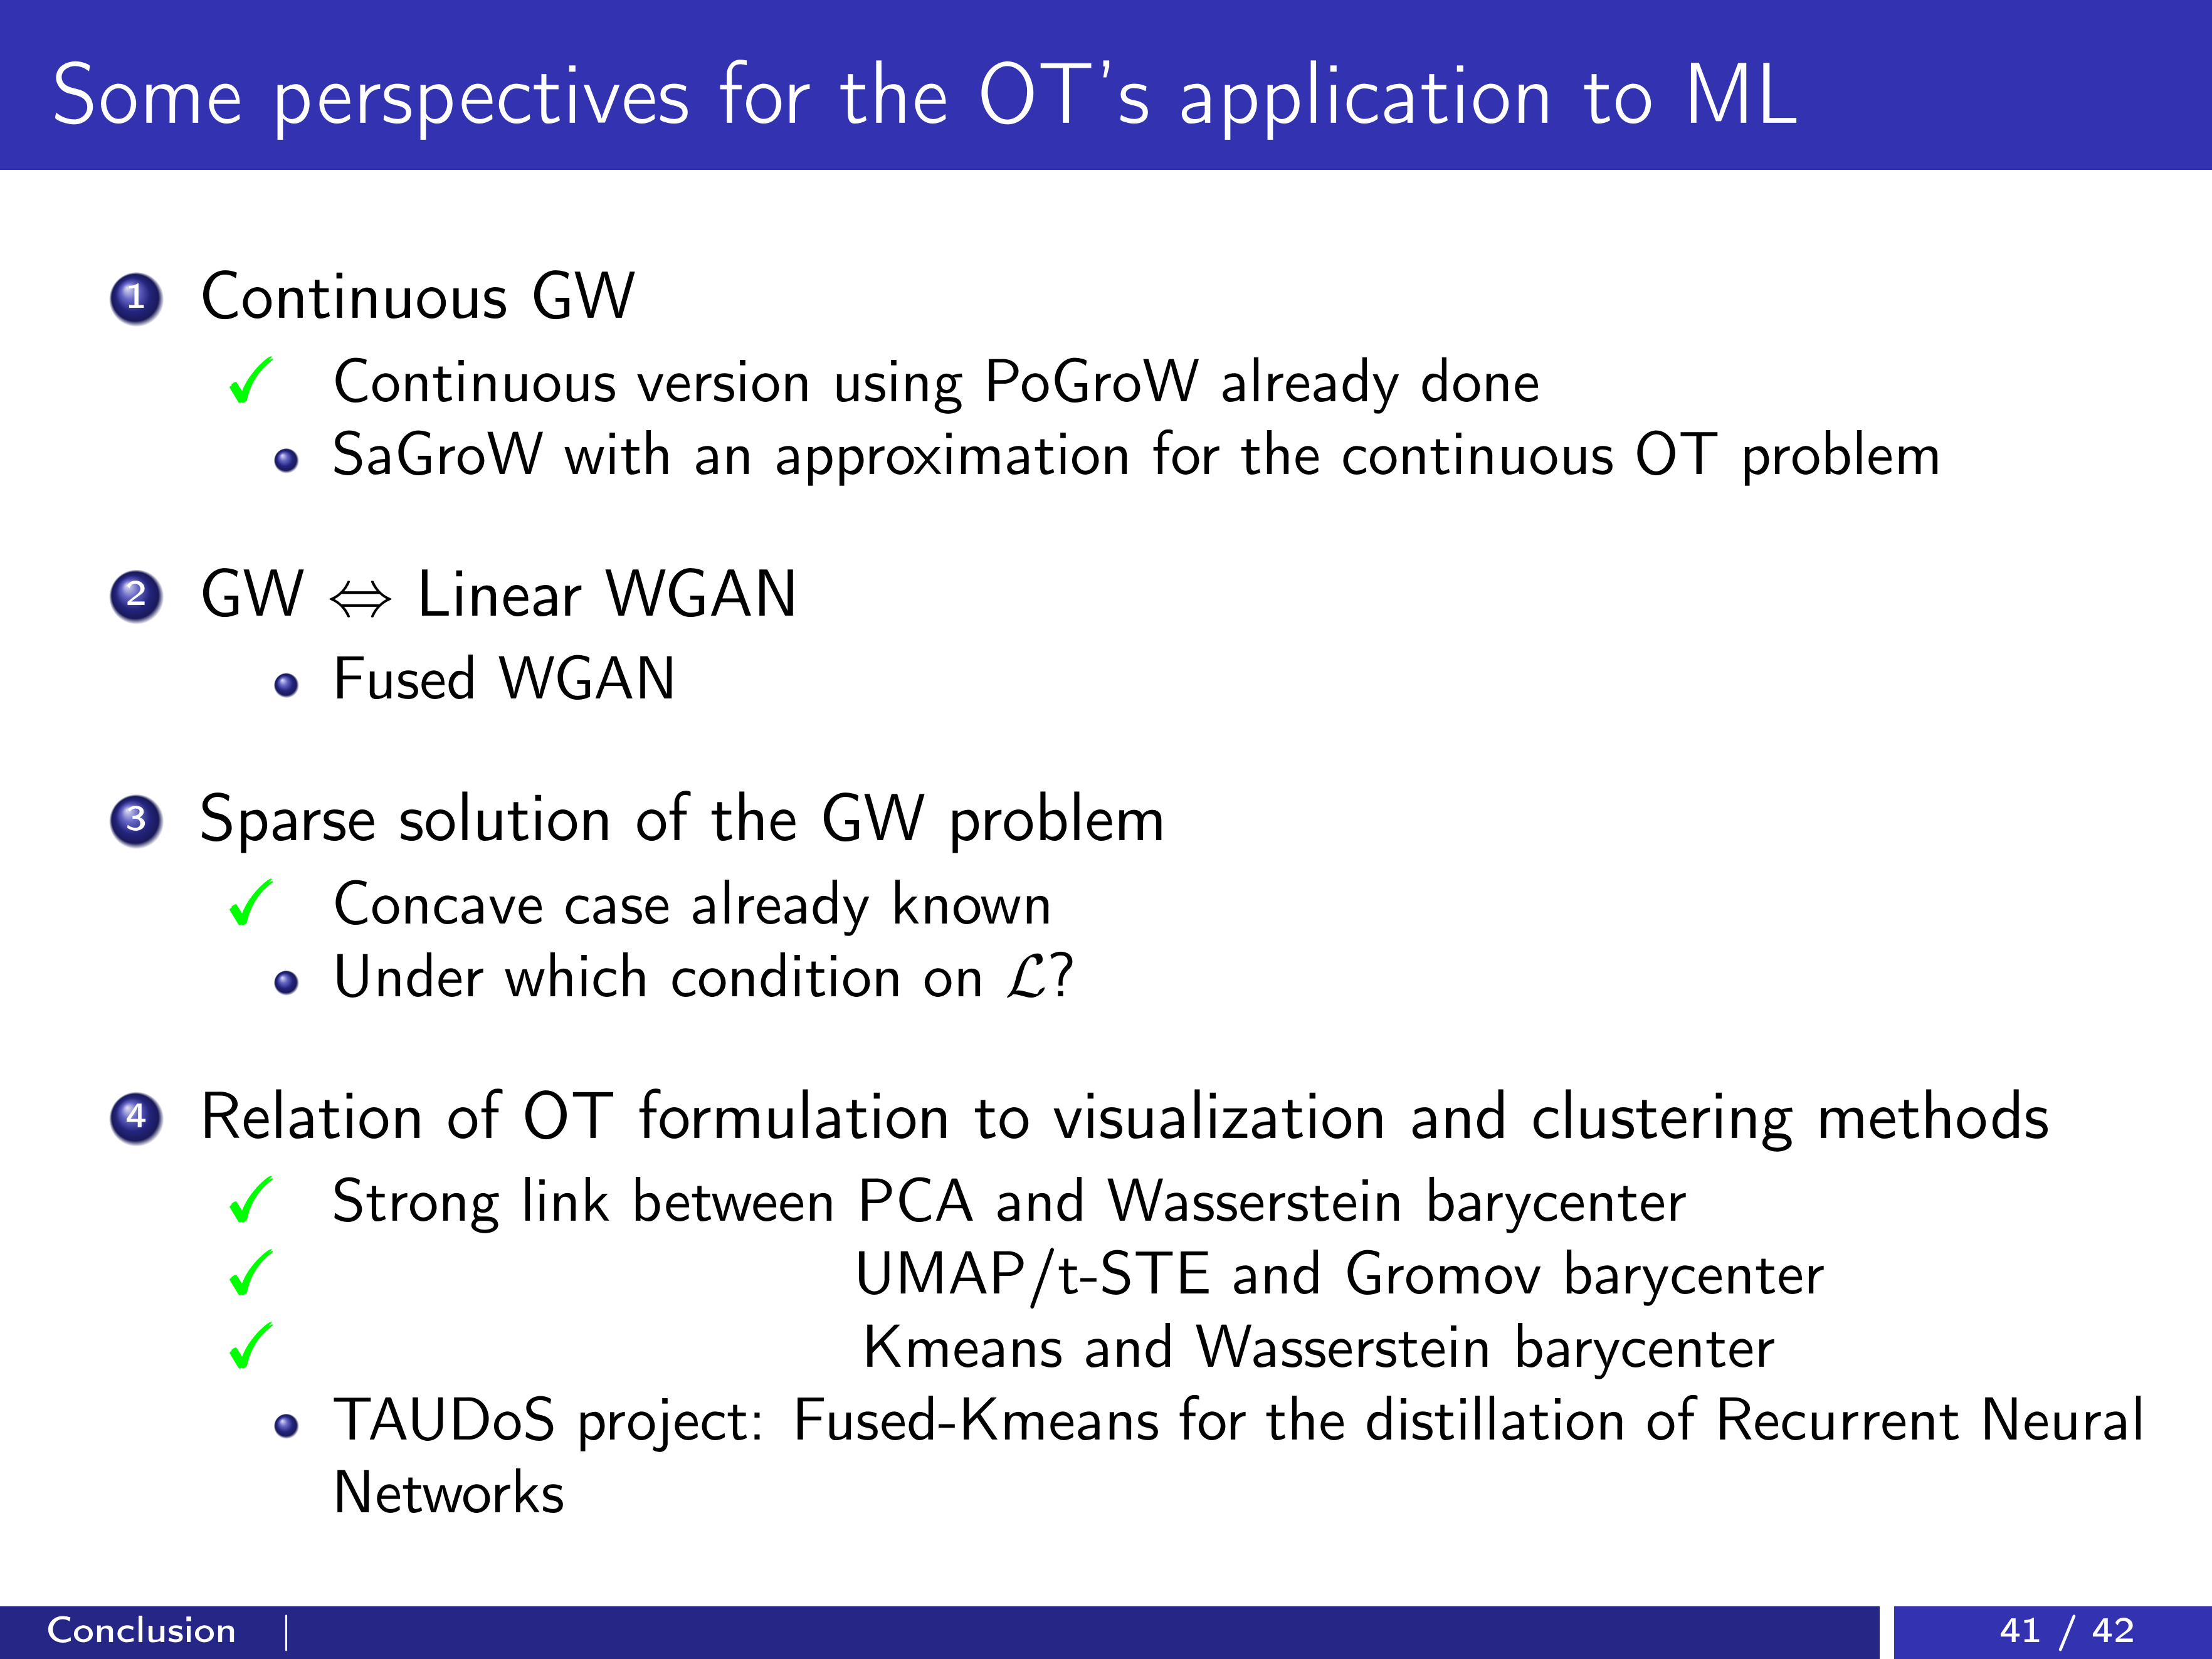 Some perspectives for the OT's application to ML
1 Continuous GW
✓ Continuous version using PoGroW already done
• SaGroW with an approximation for the continuous OT problem
2 GW ⇔ Linear WGAN
• Fused WGAN
3 Sparse solution of the GW problem
✓ Concave case already known
• Under which condition on ℒ?
4 Relation of OT formulation to visualization and clustering methods
✓ Strong link between PCA and Wasserstein barycenter
✓ UMAP/t-STE and Gromov barycenter
✓ Kmeans and Wasserstein barycenter
• TAUDoS project: Fused-Kmeans for the distillation of Recurrent Neural
Networks
Conclusion | 41 / 42